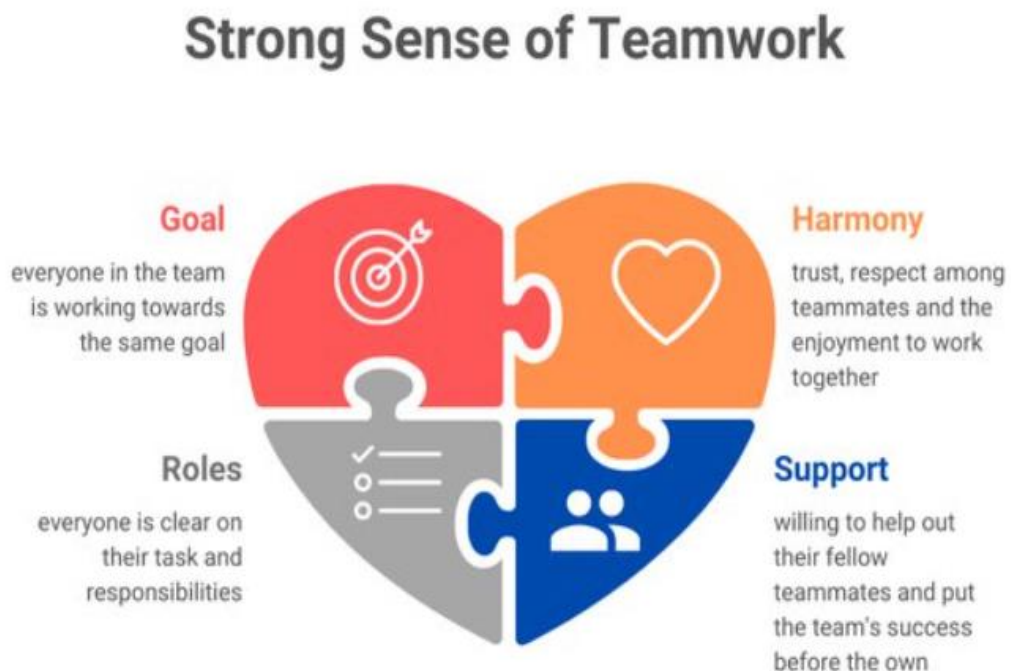 Strong Sense of Teamwork
Goal
everyone in the team
is working towards
the same goal
Harmony
trust, respect among
teammates and the
enjoyment to work
together
Roles
everyone is clear on
their task and
responsibilities
Support
willing to help out
their fellow
teammates and put
the team's success
before the own